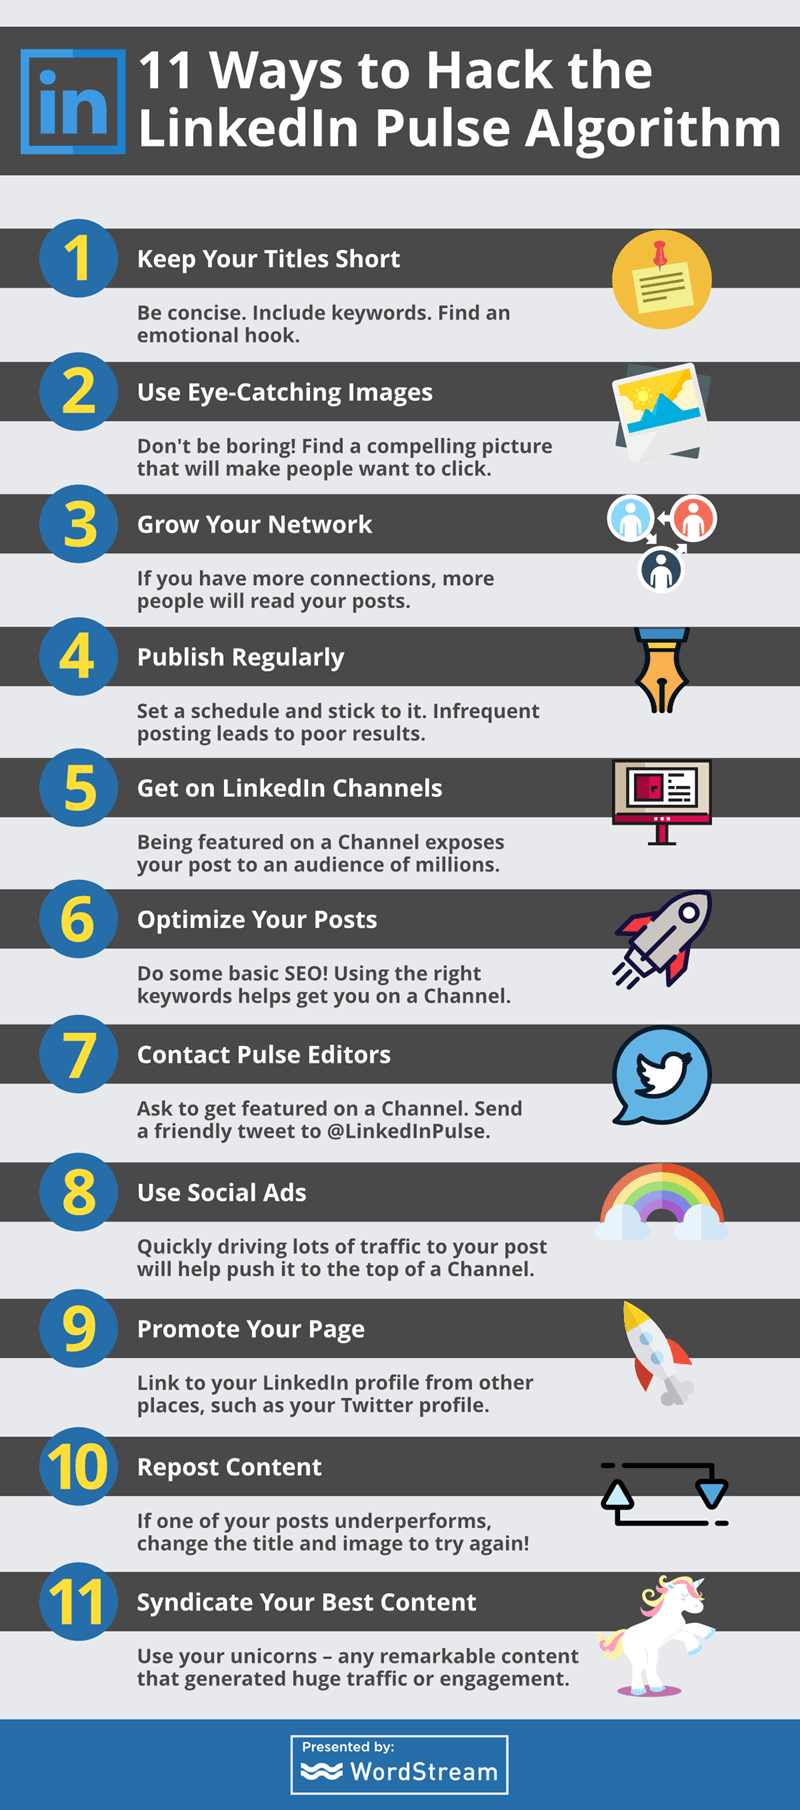 in
11 Ways to Hack the
LinkedIn Pulse Algorithm
1
Keep Your Titles Short
Be concise. Include keywords. Find an
emotional hook.
2
Use Eye-Catching Images
Don't be boring! Find a compelling picture
that will make people want to click.
3
Grow Your Network
If you have more connections, more
people will read your posts.
4
Publish Regularly
Set a schedule and stick to it. Infrequent
posting leads to poor results.
5
Get on LinkedIn Channels
Being featured on a Channel exposes
your post to an audience of millions.
6
Optimize Your Posts
Do some basic SEO! Using the right
keywords helps get you on a Channel.
7
Contact Pulse Editors
Ask to get featured on a Channel. Send
a friendly tweet to @LinkedInPulse.
8
Use Social Ads
Quickly driving lots of traffic to your post
will help push it to the top of a Channel.
9
Promote Your Page
Link to your LinkedIn profile from other
places, such as your Twitter profile.
10
Repost Content
If one of your posts underperforms,
change the title and image to try again!
11
Syndicate Your Best Content
Use your unicorns – any remarkable content
that generated huge traffic or engagement.
Presented by:
WordStream